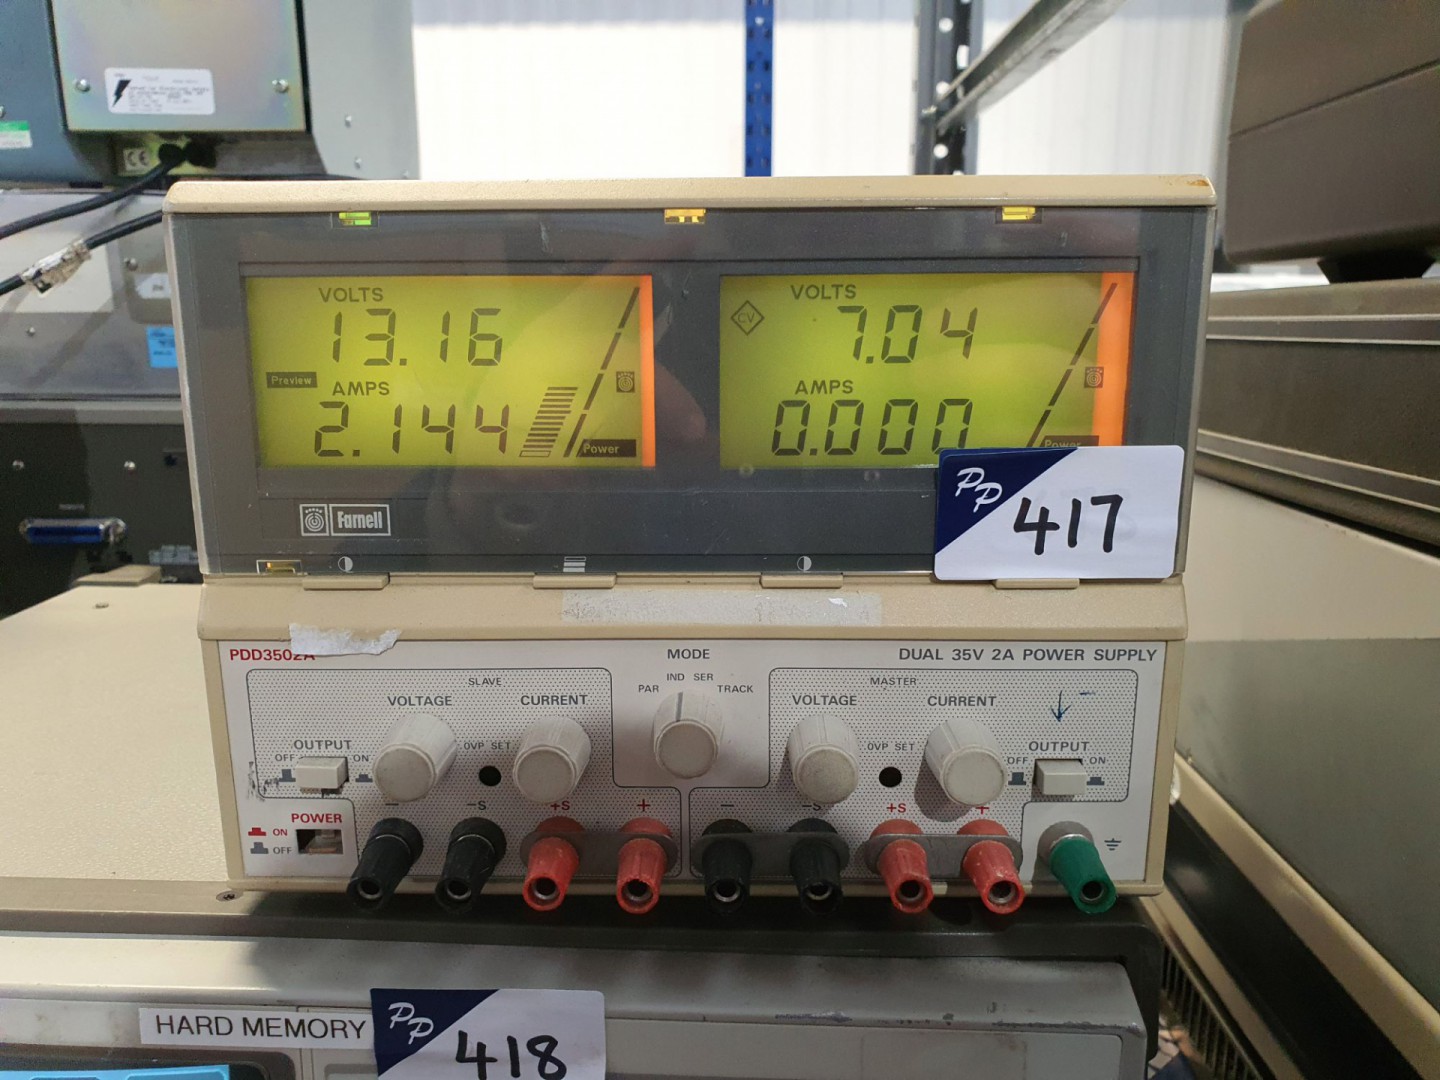 CE
VOLTS
13.16
Preview
AMPS
2.144
Power
CV
VOLTS
7.04
AMPS
0.000
Power
Farnell
PP
417
PDD3502A
DUAL 35V 2A POWER SUPPLY
MODE
PAR IND SER TRACK
SLAVE
VOLTAGE CURRENT
OUTPUT
OFF ON
OVP SET
MASTER
VOLTAGE CURRENT
OVP SET
OUTPUT
OFF ON
POWER
ON
OFF
− −S +S +
− −S +S +
HARD MEMORY
PP
418